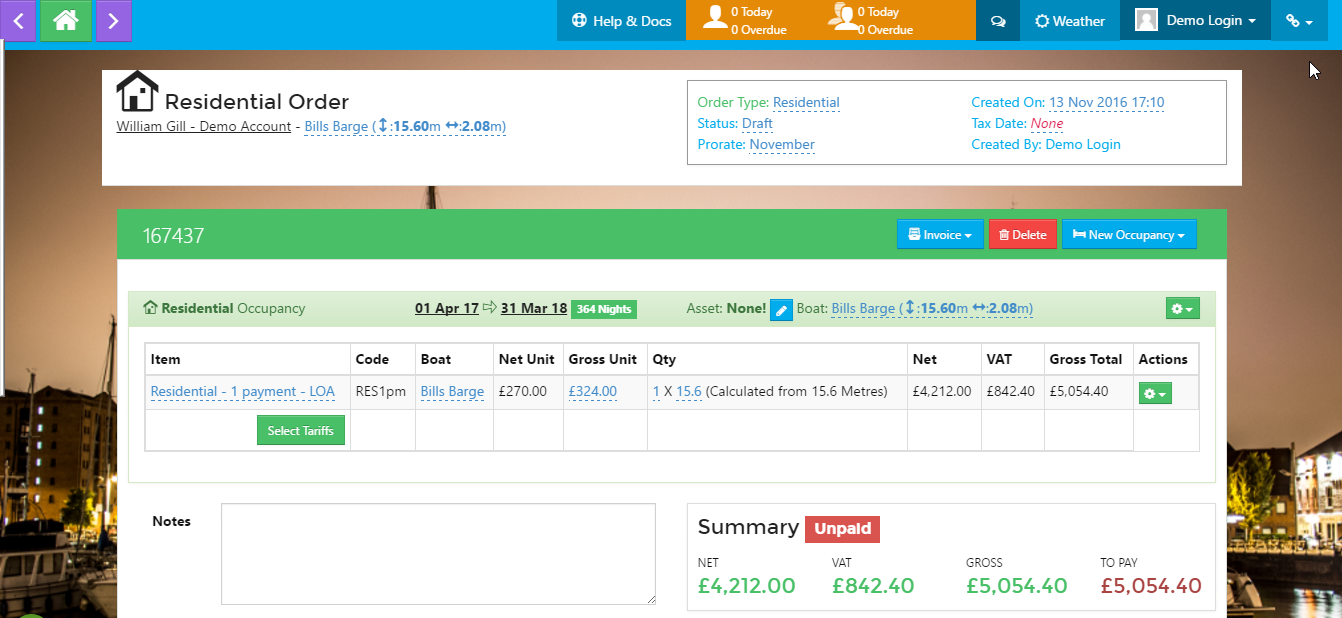 Help & Docs
0 Today
0 Overdue
0 Today
0 Overdue
Weather
Demo Login
Residential Order
William Gill - Demo Account - Bills Barge (↕:15.60m ↔:2.08m)
Order Type: Residential
Status: Draft
Prorate: November
Created On: 13 Nov 2016 17:10
Tax Date: None
Created By: Demo Login
167437
Invoice
Delete
New Occupancy
Residential Occupancy
01 Apr 17 ⇨ 31 Mar 18 364 Nights
Asset: None! Boat: Bills Barge (↕:15.60m ↔:2.08m)
Item Code Boat Net Unit Gross Unit Qty Net VAT Gross Total Actions
Residential - 1 payment - LOA RES1pm Bills Barge £270.00 £324.00 1 X 15.6 (Calculated from 15.6 Metres) £4,212.00 £842.40 £5,054.40
Select Tariffs
Notes
Summary Unpaid
NET VAT GROSS TO PAY
£4,212.00 £842.40 £5,054.40 £5,054.40